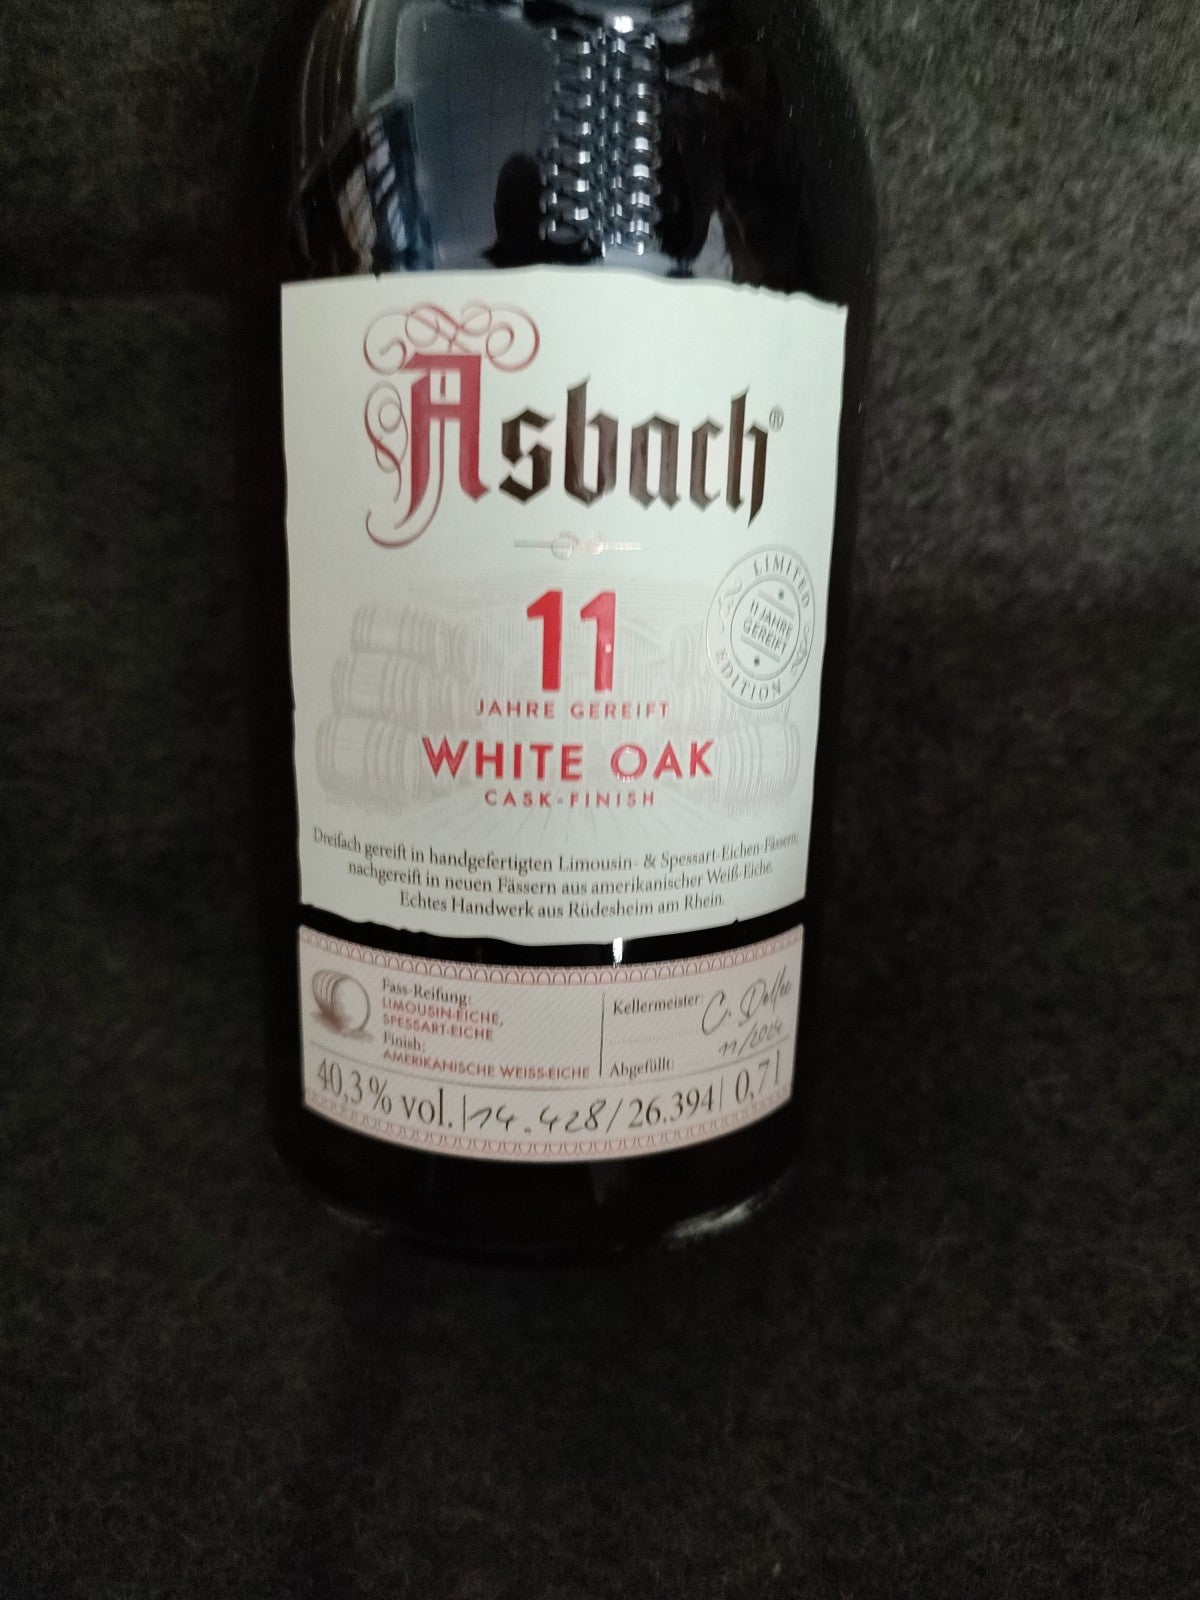 Asbach®
11
JAHRE GEREIFT
WHITE OAK
CASK-FINISH
LIMITED
11 JAHRE
GEREIFT
EDITION
Dreifach gereift in handgefertigten Limousin- & Spessart-Eichen-Fässern,
nachgereift in neuen Fässern aus amerikanischer Weiß-Eiche.
Echtes Handwerk aus Rüdesheim am Rhein.
Fass-Reifung:
LIMOUSIN-EICHE,
SPESSART-EICHE
Finish:
AMERIKANISCHE WEISS-EICHE
Kellermeister: C.
Abgefüllt: 11/2024
40,3% vol. | 14.428 / 26.394 | 0,7 l